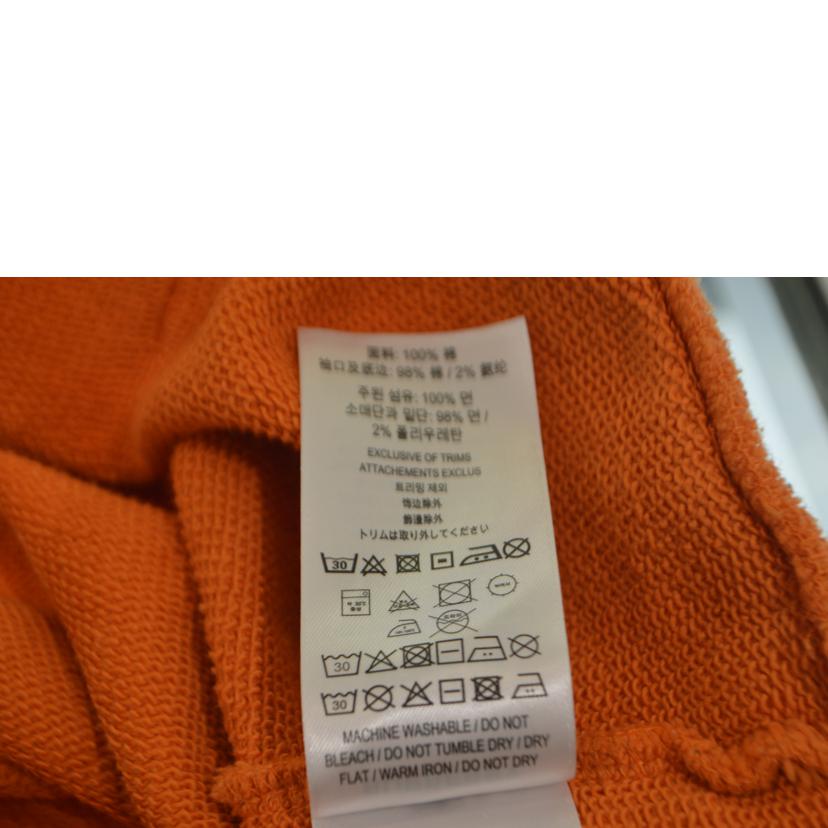 面料: 100% 棉
袖口及底边: 98% 棉 / 2% 氨纶
주된 섬유: 100% 면
소매단과 밑단: 98% 면 /
2% 폴리우레탄
EXCLUSIVE OF TRIMS
ATTACHEMENTS EXCLUS
트리밍 제외
饰边除外
飾邊除外
トリムは取り外してください
30
30
30
MACHINE WASHABLE / DO NOT
BLEACH / DO NOT TUMBLE DRY / DRY
FLAT / WARM IRON / DO NOT DRY